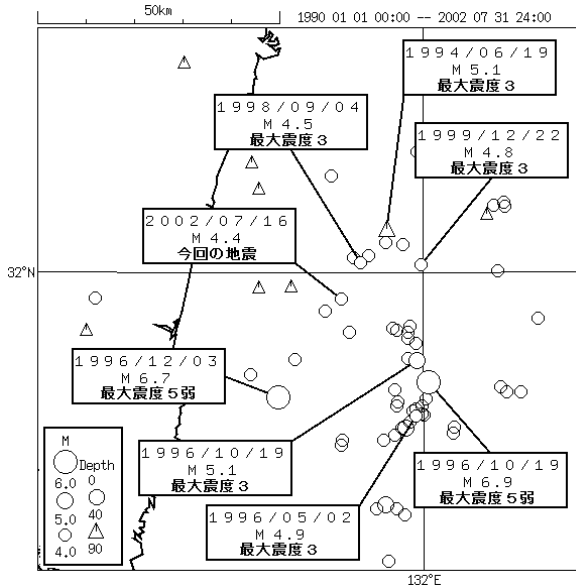 50km
1990 01 01 00:00 -- 2002 07 31 24:00
1994/06/19
M 5.1
最大震度３
1998/09/04
M 4.5
最大震度３
1999/12/22
M 4.8
最大震度３
2002/07/16
M 4.4
今回の地震
32°N
1996/12/03
M 6.7
最大震度５弱
1996/10/19
M 5.1
最大震度３
1996/10/19
M 6.9
最大震度５弱
1996/05/02
M 4.9
最大震度３
M
Depth
6.0 0
5.0 40
4.0 90
132°E